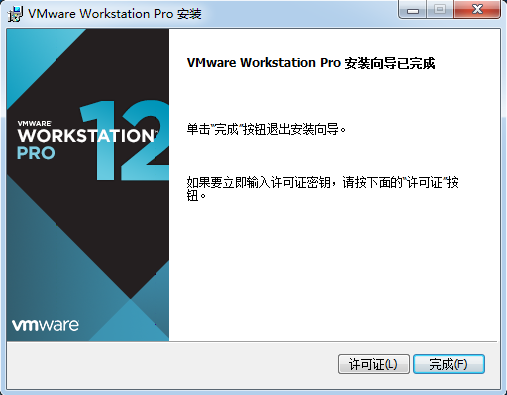 VMware Workstation Pro 安装
VMWARE
WORKSTATION™
PRO
12
VMware Workstation Pro 安装向导已完成
单击"完成"按钮退出安装向导。
如果要立即输入许可证密钥，请按下面的"许可证"按
钮。
vmware
许可证(L)
完成(F)